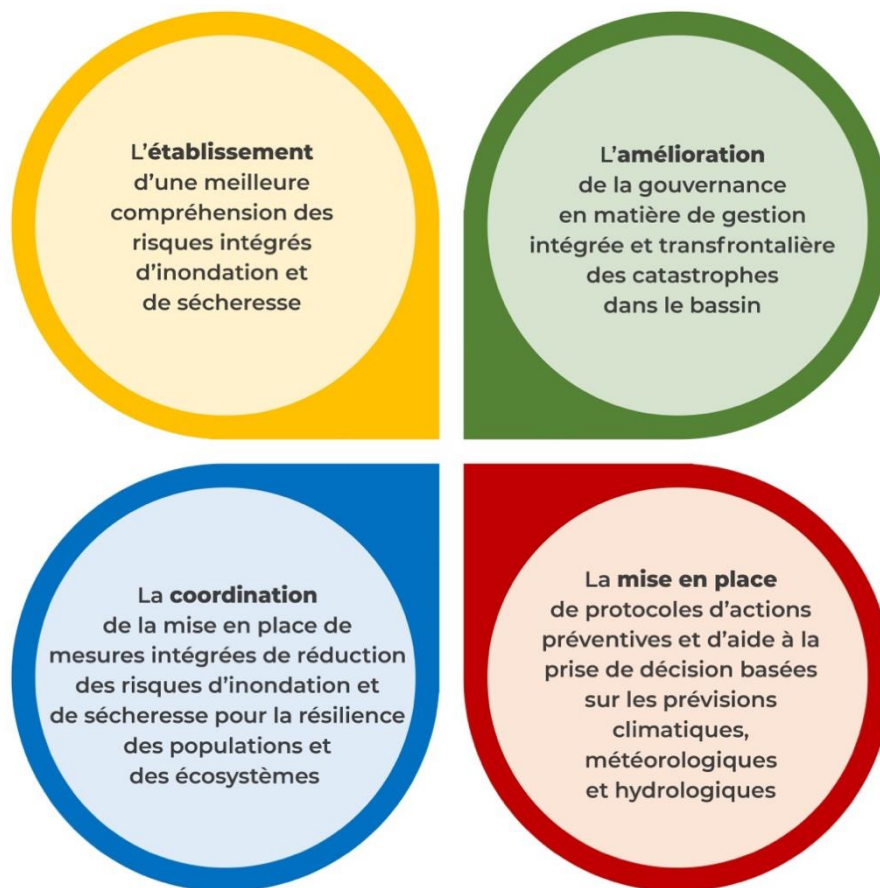 L’établissement
d’une meilleure
compréhension des
risques intégrés
d’inondation et
de sécheresse
L’amélioration
de la gouvernance
en matière de gestion
intégrée et transfrontalière
des catastrophes
dans le bassin
La coordination
de la mise en place de
mesures intégrées de réduction
des risques d’inondation et
de sécheresse pour la résilience
des populations et
des écosystèmes
La mise en place
de protocoles d’actions
préventives et d’aide à la
prise de décision basées
sur les prévisions
climatiques,
météorologiques
et hydrologiques